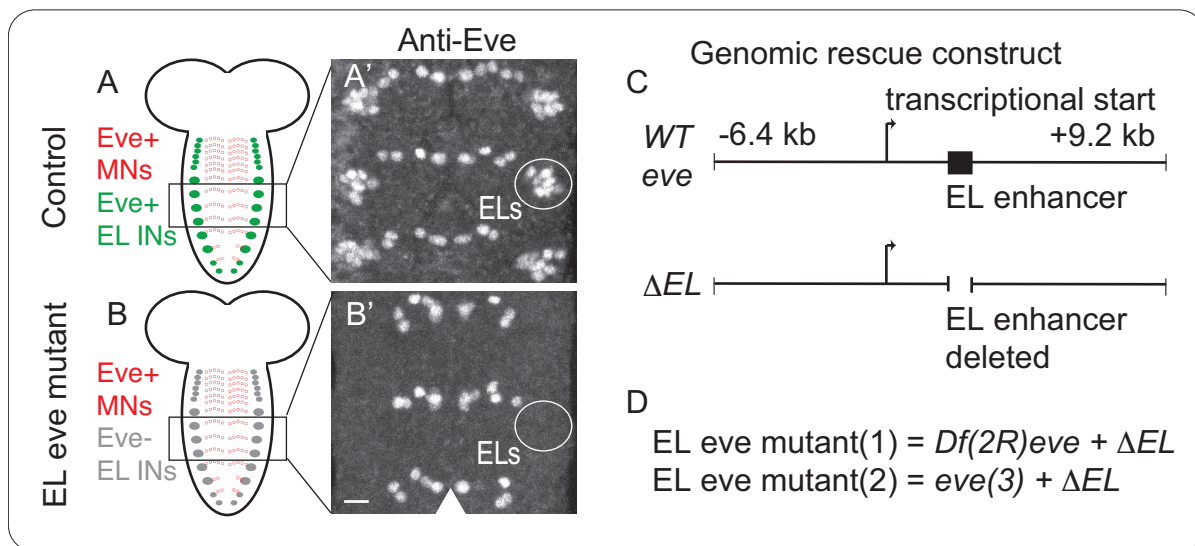 Anti-Eve
Control
A
Eve+
MNs
Eve+
EL INs
A'
ELs
EL eve mutant
B
Eve+
MNs
Eve-
EL INs
B'
ELs
Genomic rescue construct
C
transcriptional start
WT
eve
-6.4 kb
+9.2 kb
EL enhancer
ΔEL
EL enhancer
deleted
D
EL eve mutant(1) = Df(2R)eve + ΔEL
EL eve mutant(2) = eve(3) + ΔEL